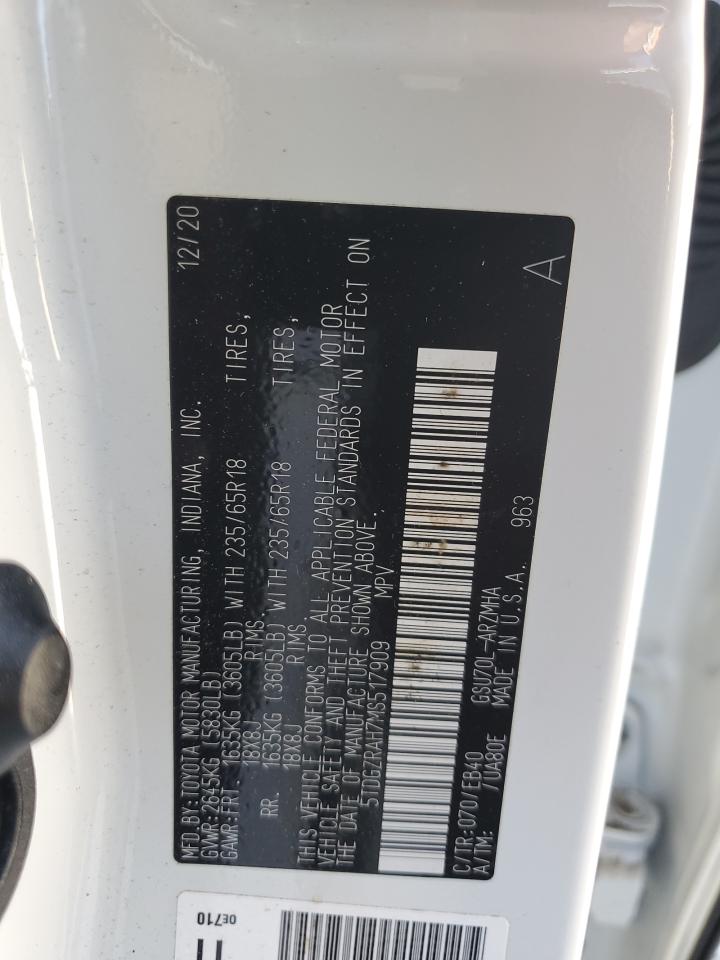 MFD.BY:TOYOTA MOTOR MANUFACTURING, INDIANA, INC. 12/20
GVWR:2645KG (5830LB)
GAWR:FRT. 1635KG (3605LB) WITH 235/65R18 TIRES,
18X8J RIMS.
RR. 1635KG (3605LB) WITH 235/65R18 TIRES,
18X8J RIMS.
THIS VEHICLE CONFORMS TO ALL APPLICABLE FEDERAL MOTOR
VEHICLE SAFETY AND THEFT PREVENTION STANDARDS IN EFFECT ON
THE DATE OF MANUFACTURE SHOWN ABOVE.
5TDGZRAH7MS517909 MPV
C/TR:070/EB40 GSU70L-ARZMHA
A/TM: /UA80E MADE IN U.S.A. 963
A
0E710